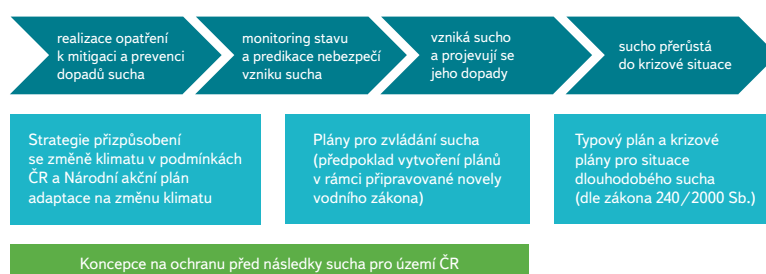 realizace opatření
k mitigaci a prevenci
dopadů sucha
monitoring stavu
a predikace nebezpečí
vzniku sucha
vzniká sucho
a projevují se
jeho dopady
sucho přerůstá
do krizové situace
Strategie přizpůsobení
se změně klimatu v podmínkách
ČR a Národní akční plán
adaptace na změnu klimatu
Plány pro zvládání sucha
(předpoklad vytvoření plánů
v rámci připravované novely
vodního zákona)
Typový plán a krizové
plány pro situace
dlouhodobého sucha
(dle zákona 240/2000 Sb.)
Koncepce na ochranu před následky sucha pro území ČR